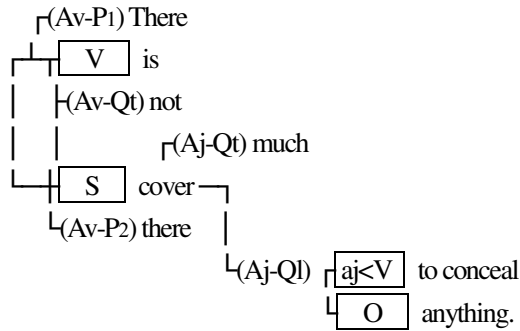 (Av-P1) There
V is
(Av-Qt) not
(Aj-Qt) much
S cover
(Av-P2) there
(Aj-Ql) aj<V to conceal
O anything.